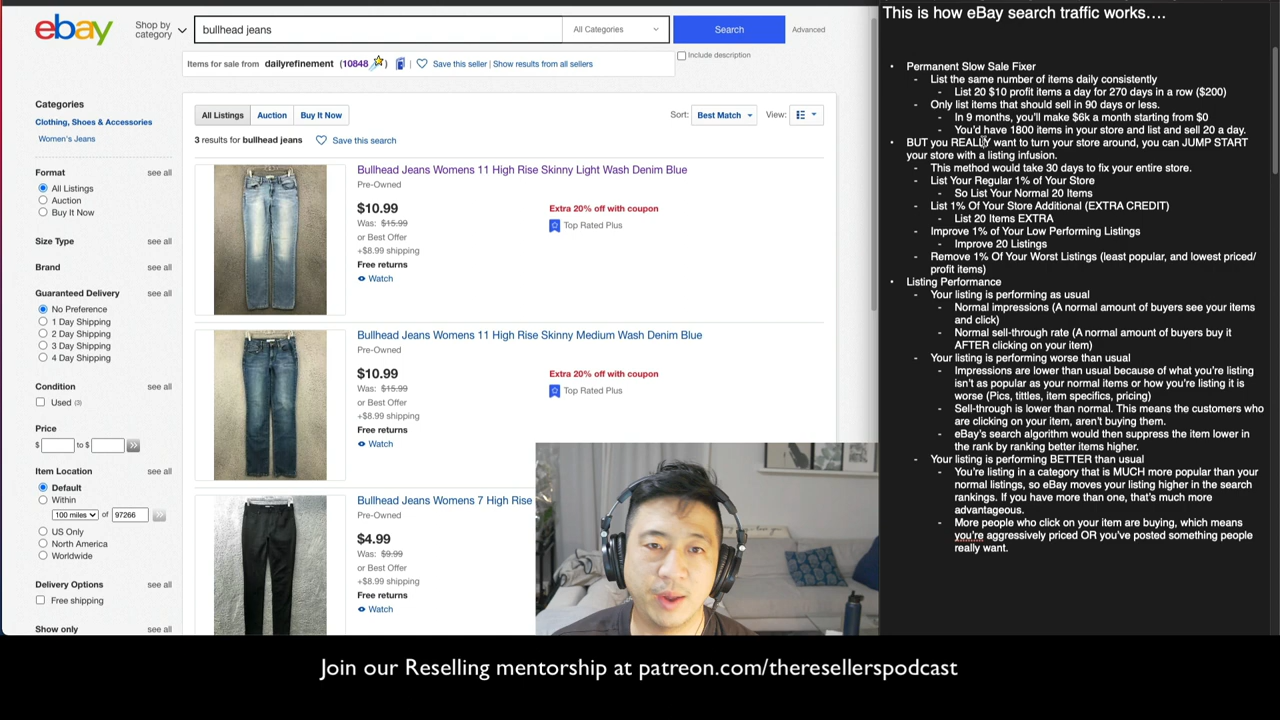 This is how eBay search traffic works….
ebay
Shop by
category
bullhead jeans
All Categories
Search
Advanced
Include description
Items for sale from dailyrefinement (10848 ) | Save this seller | Show results from all sellers
Categories
Clothing, Shoes & Accessories
Women's Jeans
Format see all
All Listings
Auction
Buy It Now
Size Type see all
Brand see all
Guaranteed Delivery see all
No Preference
1 Day Shipping
2 Day Shipping
3 Day Shipping
4 Day Shipping
Condition see all
Used (3)
Price
$ to $
Item Location see all
Default
Within
100 miles of 97266
US Only
North America
Worldwide
Delivery Options see all
Free shipping
Show only see all
All Listings Auction Buy It Now
Sort: Best Match View:
3 results for bullhead jeans Save this search
Bullhead Jeans Womens 11 High Rise Skinny Light Wash Denim Blue
Pre-Owned
$10.99
Was: $15.99
or Best Offer
+$8.99 shipping
Free returns
Watch
Extra 20% off with coupon
Top Rated Plus
Bullhead Jeans Womens 11 High Rise Skinny Medium Wash Denim Blue
Pre-Owned
$10.99
Was: $15.99
or Best Offer
+$8.99 shipping
Free returns
Watch
Extra 20% off with coupon
Top Rated Plus
Bullhead Jeans Womens 7 High Rise
Pre-Owned
$4.99
Was: $9.99
or Best Offer
+$8.99 shipping
Free returns
Watch
• Permanent Slow Sale Fixer
- List the same number of items daily consistently
- List 20 $10 profit items a day for 270 days in a row ($200)
- Only list items that should sell in 90 days or less.
- In 9 months, you'll make $6k a month starting from $0
- You'd have 1800 items in your store and list and sell 20 a day.
• BUT you REALLY want to turn your store around, you can JUMP START
your store with a listing infusion.
- This method would take 30 days to fix your entire store.
- List Your Regular 1% of Your Store
- So List Your Normal 20 Items
- List 1% Of Your Store Additional (EXTRA CREDIT)
- List 20 Items EXTRA
- Improve 1% of Your Low Performing Listings
- Improve 20 Listings
- Remove 1% Of Your Worst Listings (least popular, and lowest priced/
profit items)
• Listing Performance
- Your listing is performing as usual
- Normal impressions (A normal amount of buyers see your items
and click)
- Normal sell-through rate (A normal amount of buyers buy it
AFTER clicking on your item)
- Your listing is performing worse than usual
- Impressions are lower than usual because of what you're listing
isn't as popular as your normal items or how you're listing it is
worse (Pics, tittles, item specifics, pricing)
- Sell-through is lower than normal. This means the customers who
are clicking on your item, aren't buying them.
- eBay's search algorithm would then suppress the item lower in
the rank by ranking better items higher.
- Your listing is performing BETTER than usual
- You're listing in a category that is MUCH more popular than your
normal listings, so eBay moves your listing higher in the search
rankings. If you have more than one, that's much more
advantageous.
- More people who click on your item are buying, which means
you're aggressively priced OR you've posted something people
really want.
Join our Reselling mentorship at patreon.com/theresellerspodcast